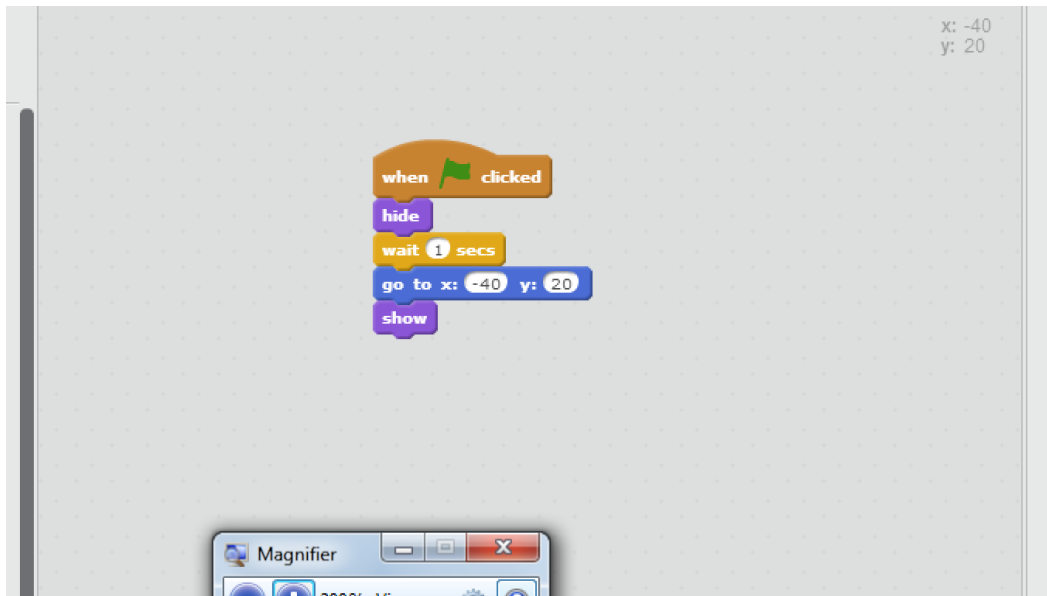 x: -40
y: 20
when clicked
hide
wait 1 secs
go to x: -40 y: 20
show
Magnifier